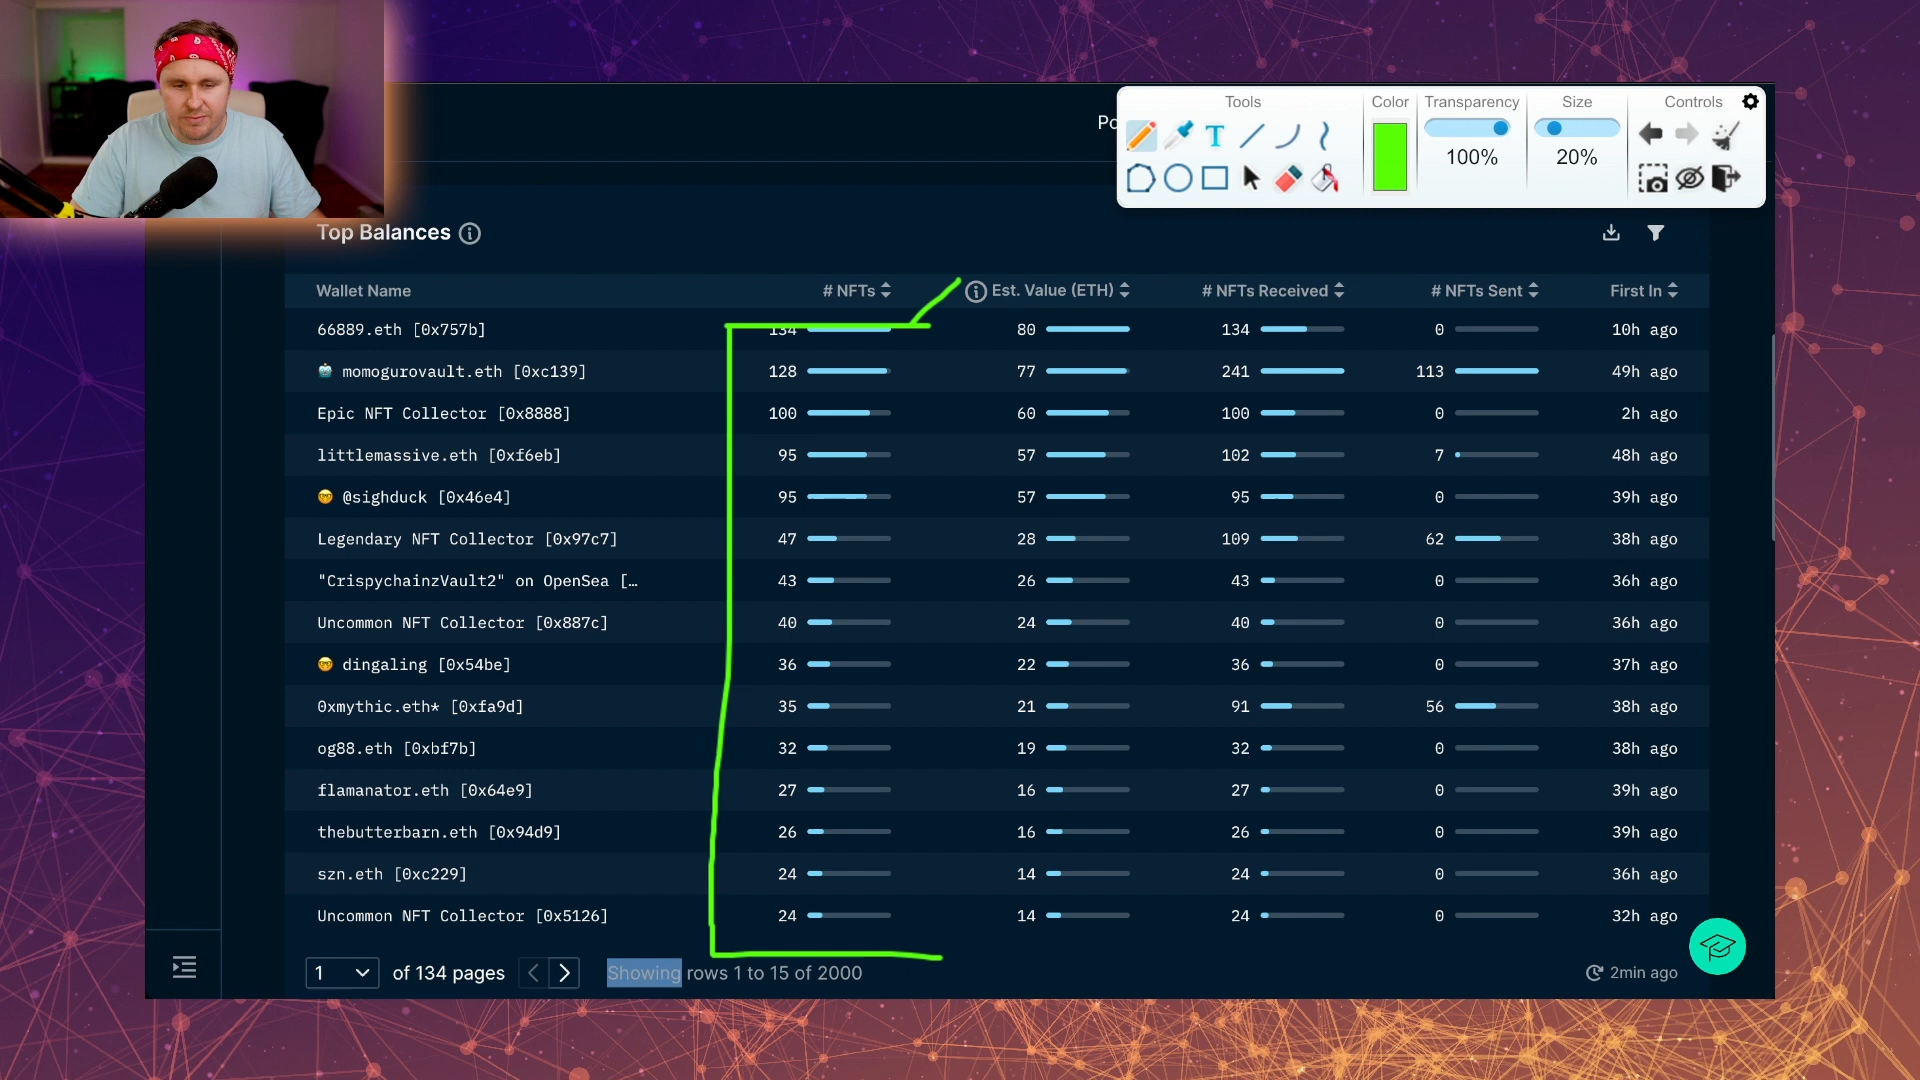 Po
Tools
Color
Transparency
Size
Controls
T
100%
20%
Top Balances
Wallet Name # NFTs Est. Value (ETH) # NFTs Received # NFTs Sent First In
66889.eth [0x757b] 134 80 134 0 10h ago
momogurovault.eth [0xc139] 128 77 241 113 49h ago
Epic NFT Collector [0x8888] 100 60 100 0 2h ago
littlemassive.eth [0xf6eb] 95 57 102 7 48h ago
@sighduck [0x46e4] 95 57 95 0 39h ago
Legendary NFT Collector [0x97c7] 47 28 109 62 38h ago
"CrispychainzVault2" on OpenSea [… 43 26 43 0 36h ago
Uncommon NFT Collector [0x887c] 40 24 40 0 36h ago
dingaling [0x54be] 36 22 36 0 37h ago
0xmythic.eth* [0xfa9d] 35 21 91 56 38h ago
og88.eth [0xbf7b] 32 19 32 0 38h ago
flamanator.eth [0x64e9] 27 16 27 0 39h ago
thebutterbarn.eth [0x94d9] 26 16 26 0 39h ago
szn.eth [0xc229] 24 14 24 0 36h ago
Uncommon NFT Collector [0x5126] 24 14 24 0 32h ago
1 of 134 pages Showing rows 1 to 15 of 2000 2min ago